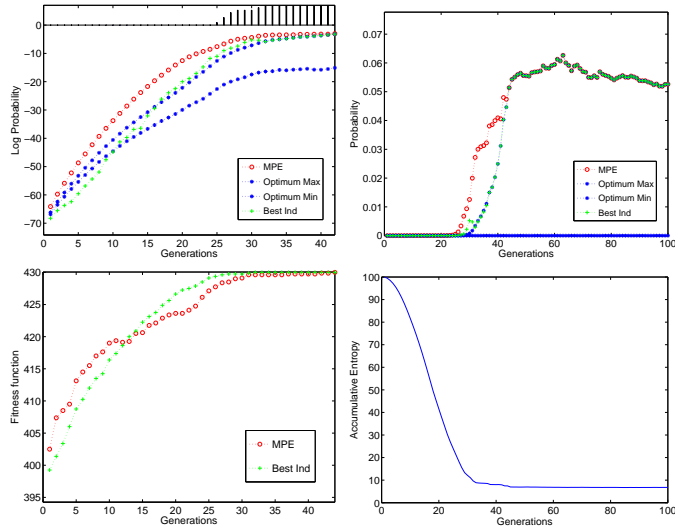 10
0
−10
−20
−30
−40
−50
−60
−70
0 5 10 15 20 25 30 35 40
Log Probability
Generations
MPE
Optimum Max
Optimum Min
Best Ind
0.07
0.06
0.05
0.04
0.03
0.02
0.01
0
0 20 40 60 80 100
Probability
Generations
MPE
Optimum Max
Optimum Min
Best Ind
430
425
420
415
410
405
400
395
0 5 10 15 20 25 30 35 40
Fitness function
Generations
MPE
Best Ind
100
90
80
70
60
50
40
30
20
10
0
0 20 40 60 80 100
Accumulative Entropy
Generations